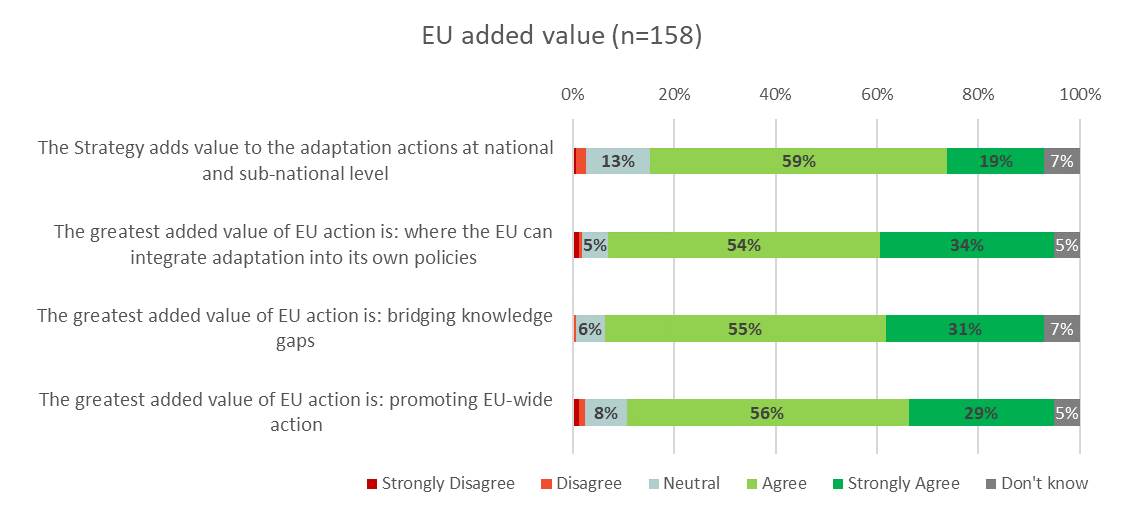 EU added value (n=158)
0% 20% 40% 60% 80% 100%
The Strategy adds value to the adaptation actions at national
and sub-national level
13% 59% 19% 7%
The greatest added value of EU action is: where the EU can
integrate adaptation into its own policies
5% 54% 34% 5%
The greatest added value of EU action is: bridging knowledge
gaps
6% 55% 31% 7%
The greatest added value of EU action is: promoting EU-wide
action
8% 56% 29% 5%
Strongly Disagree Disagree Neutral Agree Strongly Agree Don't know